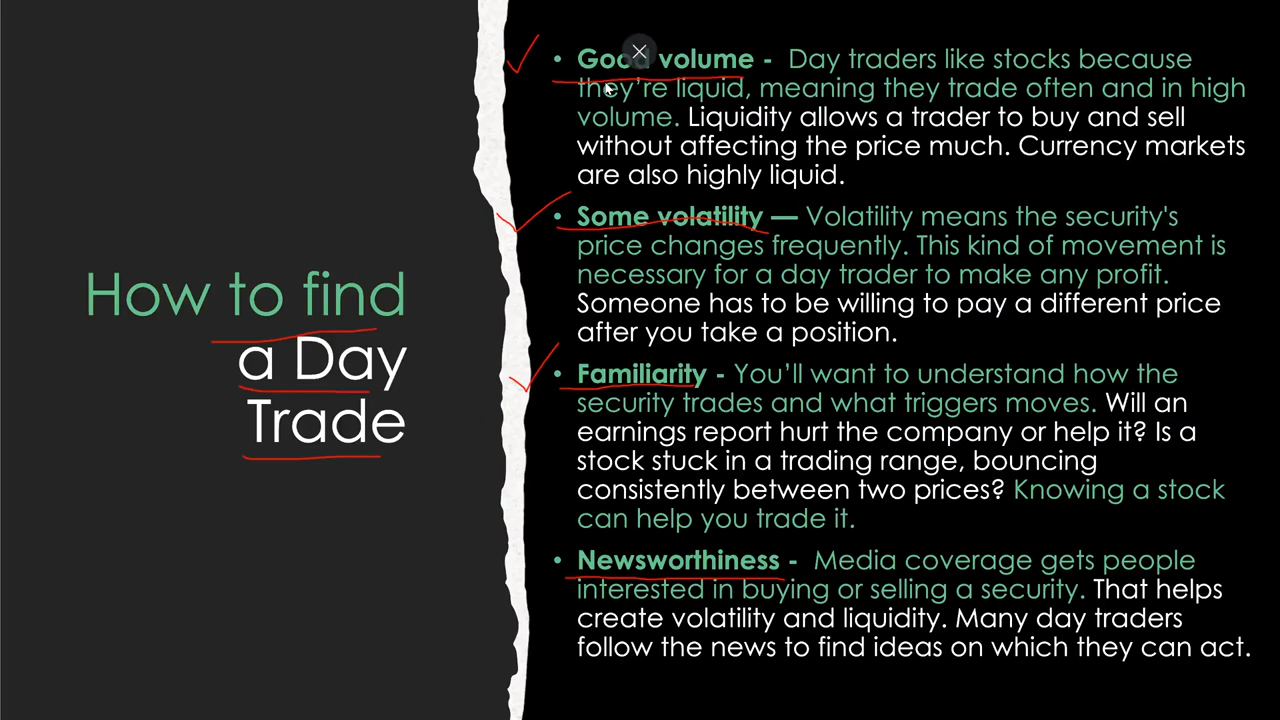 How to find
a Day
Trade
• Good volume - Day traders like stocks because
they're liquid, meaning they trade often and in high
volume. Liquidity allows a trader to buy and sell
without affecting the price much. Currency markets
are also highly liquid.
• Some volatility — Volatility means the security's
price changes frequently. This kind of movement is
necessary for a day trader to make any profit.
Someone has to be willing to pay a different price
after you take a position.
• Familiarity - You'll want to understand how the
security trades and what triggers moves. Will an
earnings report hurt the company or help it? Is a
stock stuck in a trading range, bouncing
consistently between two prices? Knowing a stock
can help you trade it.
• Newsworthiness - Media coverage gets people
interested in buying or selling a security. That helps
create volatility and liquidity. Many day traders
follow the news to find ideas on which they can act.